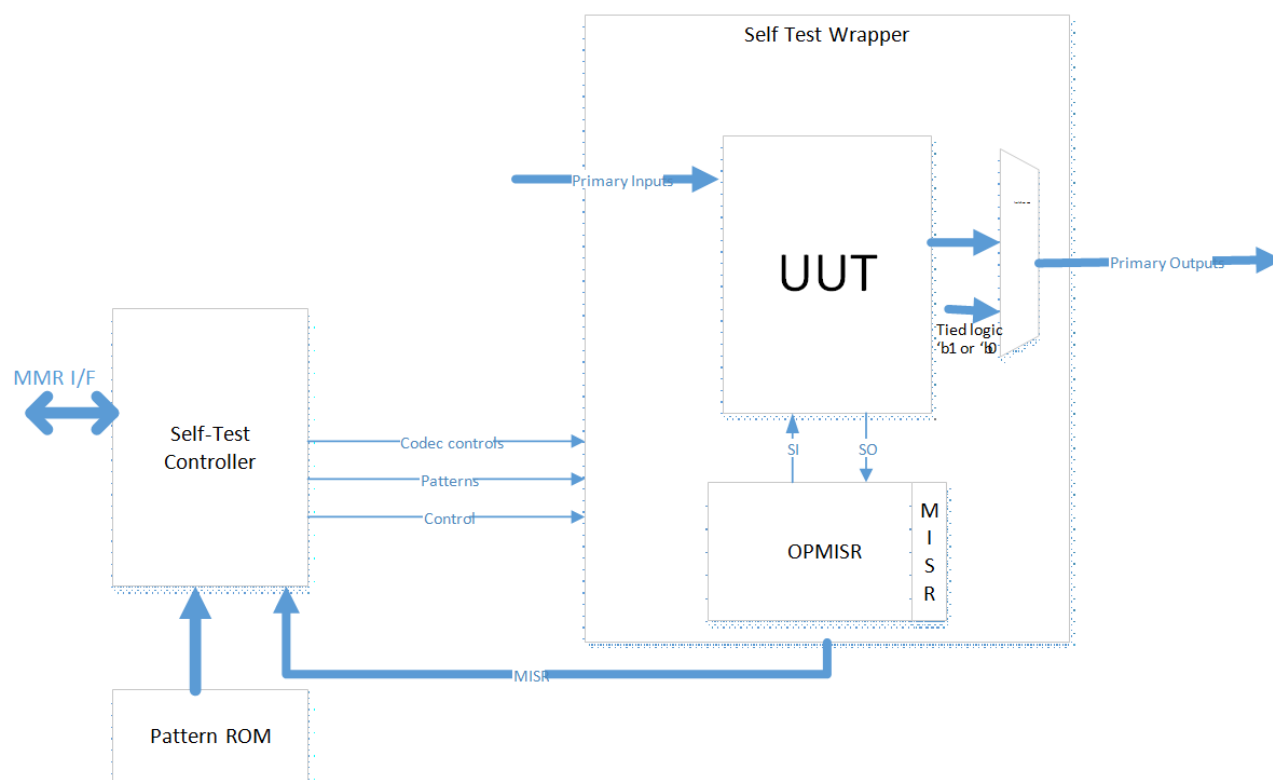 Self Test Wrapper
Primary Inputs
UUT
Primary Outputs
Tied logic
‘b1 or ‘b0
MMR I/F
Self-Test
Controller
Codec controls
Patterns
Control
SI
SO
OPMISR
M
I
S
R
MISR
Pattern ROM